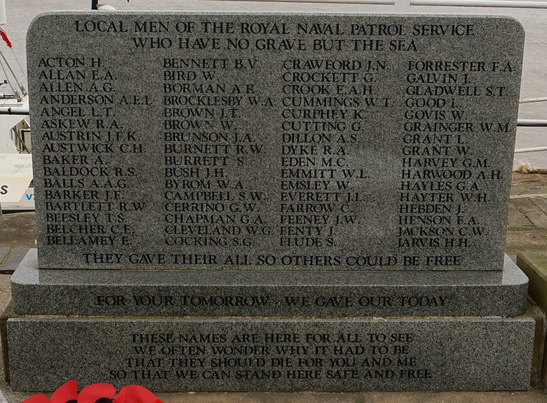 LOCAL MEN OF THE ROYAL NAVAL PATROL SERVICE
WHO HAVE NO GRAVE BUT THE SEA
ACTON H.
ALLAN E.A.
ALLEN A.G.
ANDERSON A.E.L
ANGEL L.T.
ASKEW R.A.
AUSTRIN J.F.K
AUSTWICK C.H
BAKER A.
BALDOCK R.S.
BALLS A.A.G.
BARKER J.E.
BARTLETT R.W
BEESLEY T.S.
BELCHER C.E.
BELLAMEY E.
BENNETT B.V.
BIRD W.
BORMAN A.R.
BROCKLESBY W.A
BROWN J.T.
BROWN W.
BRUNSON J.A.
BURNETT R.W.
BURRETT S.
BUSH J.H.
BYROM W.A.
CAMPBELL S.W.
CERRINO G.W.
CHAPMAN G.A.
CLEVELAND W.G.
COCKING S.G.
CRAWFORD J.N.
CROCKETT G.
CROOK E.A.H.
CUMMINGS W.T.
CURPHEY K.
CUTTING G.
DILLON A.S.
DYKE R.A.
EDEN M.C.
EMMITT W.L.
EMSLEY W.
EVERETT J.L.
FARROW C.
FEENEY J.W.
FENTY J.
FLUDE S.
FORRESTER F.A.
GALVIN J.
GLADWELL S.T.
GOOD L.
GOVIS W.
GRAINGER W.M.
GRANT L.
GRANT W.
HARVEY G.M.
HARWOOD A.H.
HAYLES G.A.
HAYTER W.H.
HEBDEN J.
HENSON F.A.
JACKSON C.W.
JARVIS H.H.
THEY GAVE THEIR ALL SO OTHERS COULD BE FREE
FOR YOUR TOMORROW - WE GAVE OUR TODAY
THESE NAMES ARE HERE FOR ALL TO SEE
WE OFTEN WONDER WHY IT HAD TO BE
THAT THEY SHOULD DIE FOR YOU AND ME
SO THAT WE CAN STAND HERE SAFE AND FREE